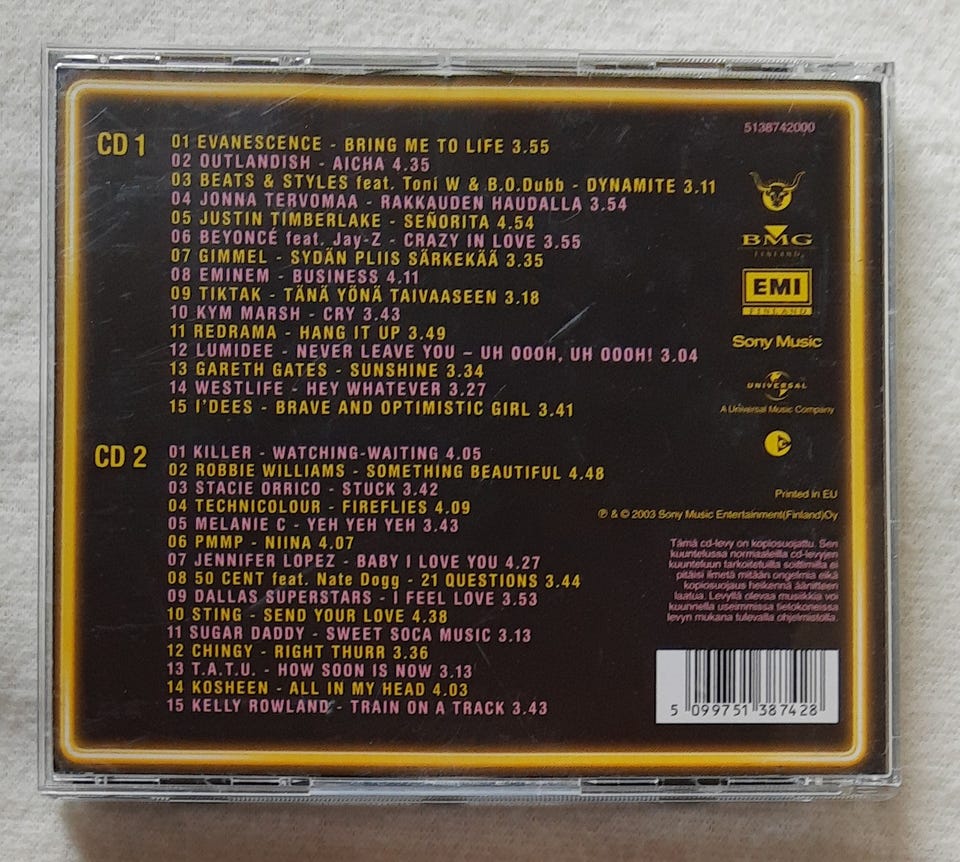 5138742000
CD 1
01 EVANESCENCE - BRING ME TO LIFE 3.55
02 OUTLANDISH - AICHA 4.35
03 BEATS & STYLES feat. Toni W & B.O.Dubb - DYNAMITE 3.11
04 JONNA TERVOMAA - RAKKAUDEN HAUDALLA 3.54
05 JUSTIN TIMBERLAKE - SEÑORITA 4.54
06 BEYONCÉ feat. Jay-Z - CRAZY IN LOVE 3.55
07 GIMMEL - SYDÄN PLIIS SÄRKEKÄÄ 3.35
08 EMINEM - BUSINESS 4.11
09 TIKTAK - TÄNÄ YÖNÄ TAIVAASEEN 3.18
10 KYM MARSH - CRY 3.43
11 REDRAMA - HANG IT UP 3.49
12 LUMIDEE - NEVER LEAVE YOU – UH OOOH, UH OOOH! 3.04
13 GARETH GATES - SUNSHINE 3.34
14 WESTLIFE - HEY WHATEVER 3.27
15 I'DEES - BRAVE AND OPTIMISTIC GIRL 3.41
CD 2
01 KILLER - WATCHING-WAITING 4.05
02 ROBBIE WILLIAMS - SOMETHING BEAUTIFUL 4.48
03 STACIE ORRICO - STUCK 3.42
04 TECHNICOLOUR - FIREFLIES 4.09
05 MELANIE C - YEH YEH YEH 3.43
06 PMMP - NIINA 4.07
07 JENNIFER LOPEZ - BABY I LOVE YOU 4.27
08 50 CENT feat. Nate Dogg - 21 QUESTIONS 3.44
09 DALLAS SUPERSTARS - I FEEL LOVE 3.53
10 STING - SEND YOUR LOVE 4.38
11 SUGAR DADDY - SWEET SOCA MUSIC 3.13
12 CHINGY - RIGHT THURR 3.36
13 T.A.T.U. - HOW SOON IS NOW 3.13
14 KOSHEEN - ALL IN MY HEAD 4.03
15 KELLY ROWLAND - TRAIN ON A TRACK 3.43
BMG
FINLAND
EMI
FINLAND
Sony Music
UNIVERSAL
A Universal Music Company
Printed in EU
℗ & © 2003 Sony Music Entertainment(Finland)Oy
Tämä cd-levy on kopiosuojattu. Sen
kuuntelussa normaaleilla cd-levyjen
kuunteluun tarkoitetuilla soittimilla ei
pitäisi ilmetä mitään ongelmia eikä
kopiosuojaus heikennä äänitteen
laatua. Levyllä olevaa musiikkia voi
kuunnella useimmissa tietokoneissa
levyn mukana tulevalla ohjelmistolla.
5 099751 387428